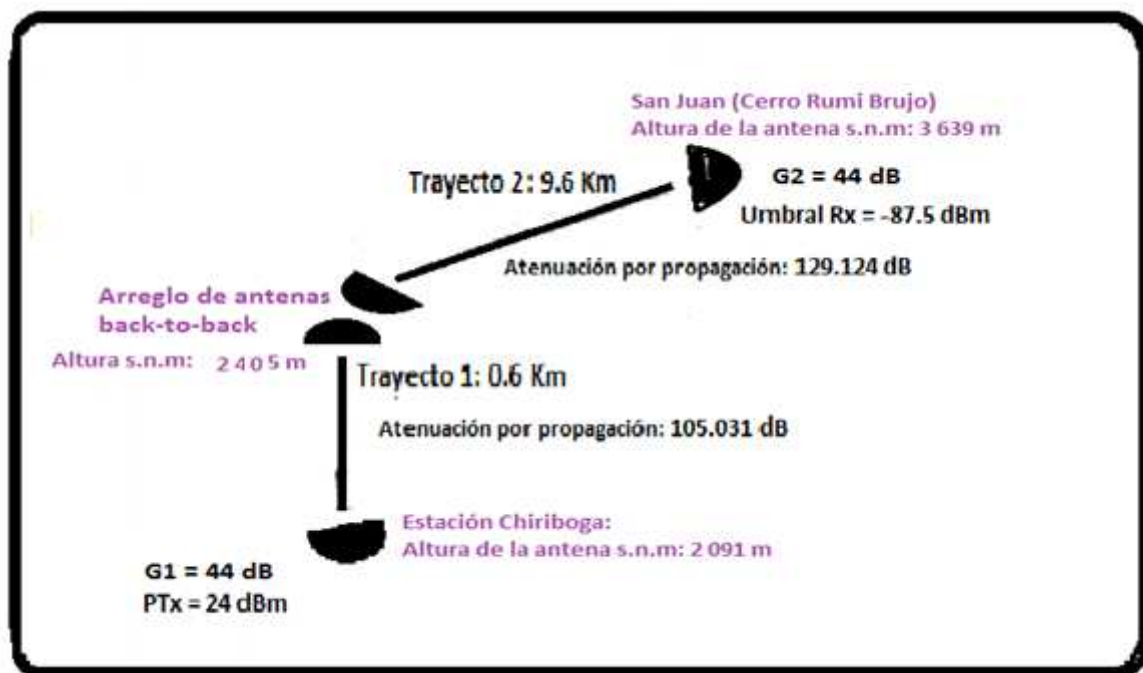 San Juan (Cerro Rumi Brujo)
Altura de la antena s.n.m: 3 639 m
G2 = 44 dB
Umbral Rx = -87.5 dBm
Trayecto 2: 9.6 Km
Atenuación por propagación: 129.124 dB
Arreglo de antenas
back-to-back
Altura s.n.m: 2 405 m
Trayecto 1: 0.6 Km
Atenuación por propagación: 105.031 dB
Estación Chiriboga:
Altura de la antena s.n.m: 2 091 m
G1 = 44 dB
PTx = 24 dBm